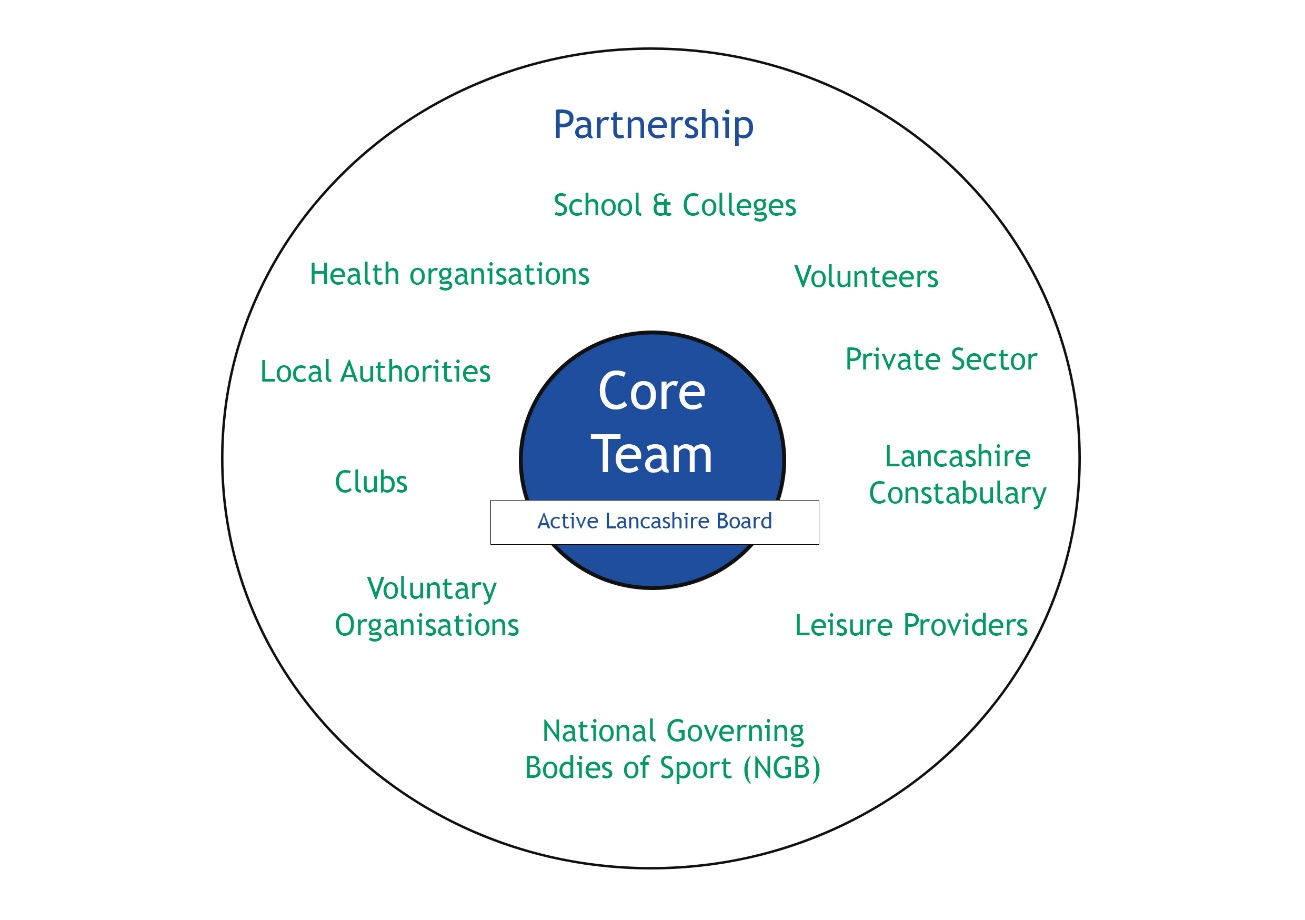 Partnership
School & Colleges
Health organisations
Volunteers
Private Sector
Local Authorities
Core
Team
Lancashire
Constabulary
Clubs
Active Lancashire Board
Voluntary
Organisations
Leisure Providers
National Governing
Bodies of Sport (NGB)